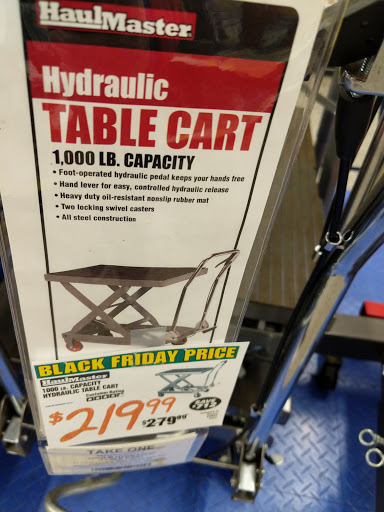 HaulMaster
Hydraulic
TABLE CART
1,000 LB. CAPACITY
• Foot-operated hydraulic pedal keeps your hands free
• Hand lever for easy, controlled hydraulic release
• Heavy duty oil-resistant nonslip rubber mat
• Two locking swivel casters
• All steel construction
BLACK FRIDAY PRICE
HaulMaster
1000 LB. CAPACITY
HYDRAULIC TABLE CART
Customer Rating
$219.99
$279.99
SAVE
TAKE ONE